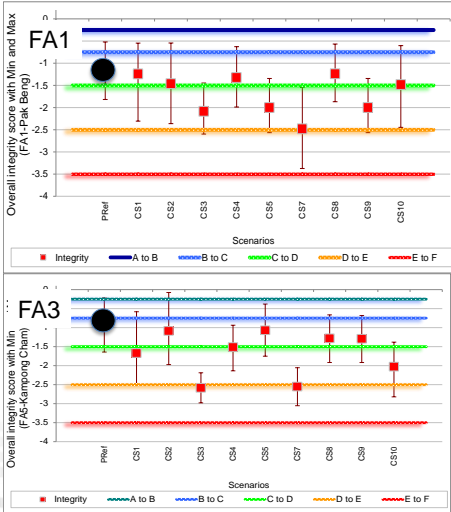 FA1
Overall integrity score with Min and Max
(FA1-Pak Beng)
0
-1
-1.5
-2
-2.5
-3
-3.5
-4
PRef
CS1
CS2
CS3
CS4
CS5
CS7
CS8
CS9
CS10
Scenarios
Integrity
A to B
B to C
C to D
D to E
E to F
FA3
Overall integrity score with Min
(FA5-Kampong Cham)
0
-1
-1.5
-2
-2.5
-3
-3.5
-4
PRef
CS1
CS2
CS3
CS4
CS5
CS7
CS8
CS9
CS10
Scenarios
Integrity
A to B
B to C
C to D
D to E
E to F